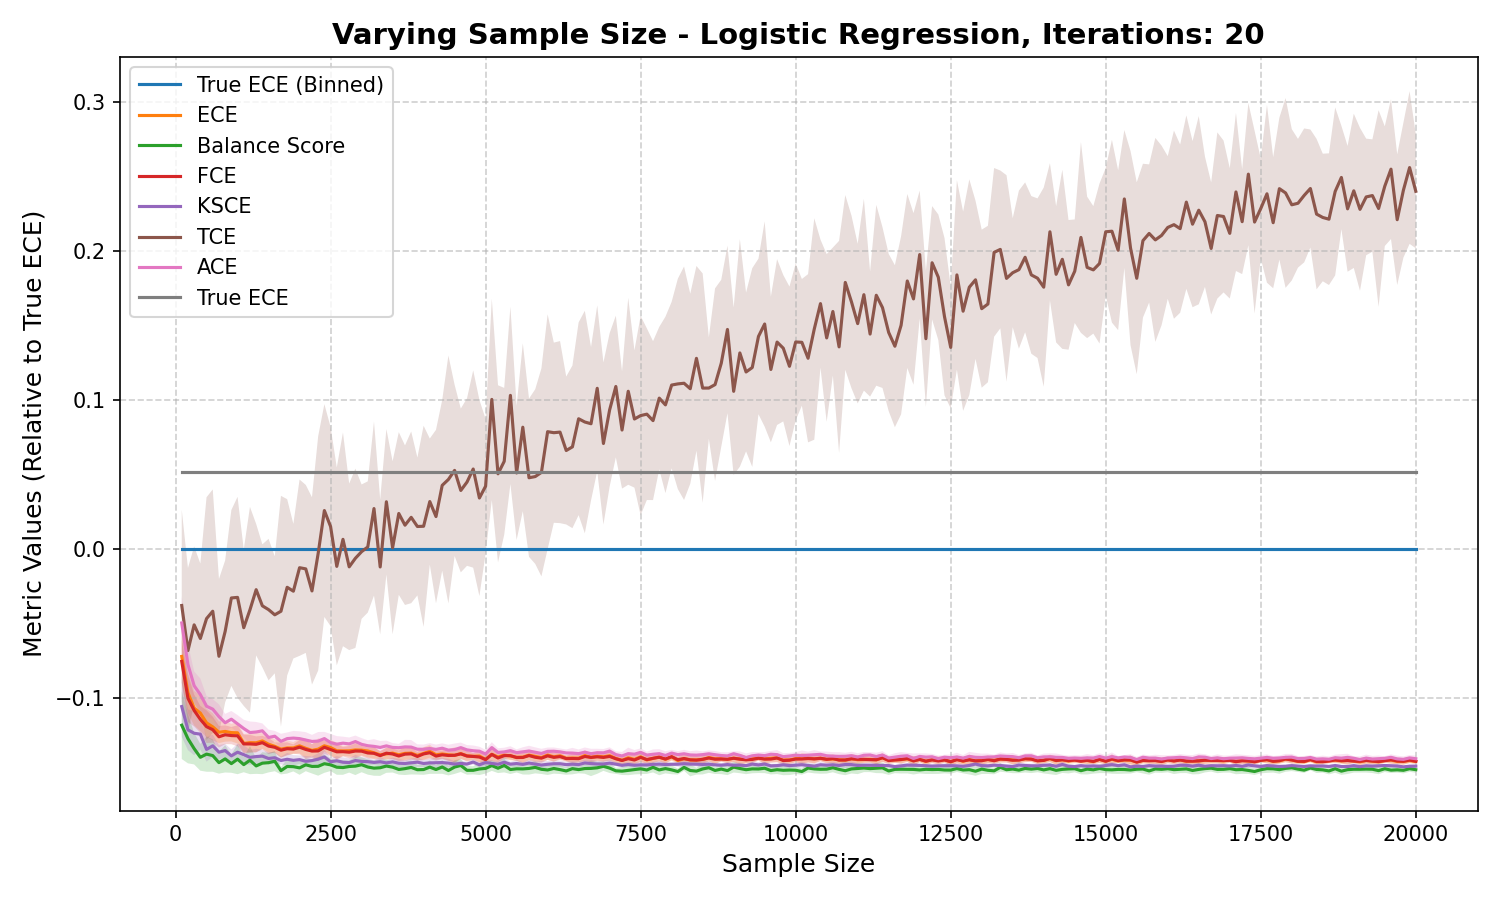 Varying Sample Size - Logistic Regression, Iterations: 20
True ECE (Binned)
ECE
Balance Score
FCE
KSCE
TCE
ACE
True ECE
Metric Values (Relative to True ECE)
0.3
0.2
0.1
0.0
−0.1
0 2500 5000 7500 10000 12500 15000 17500 20000
Sample Size